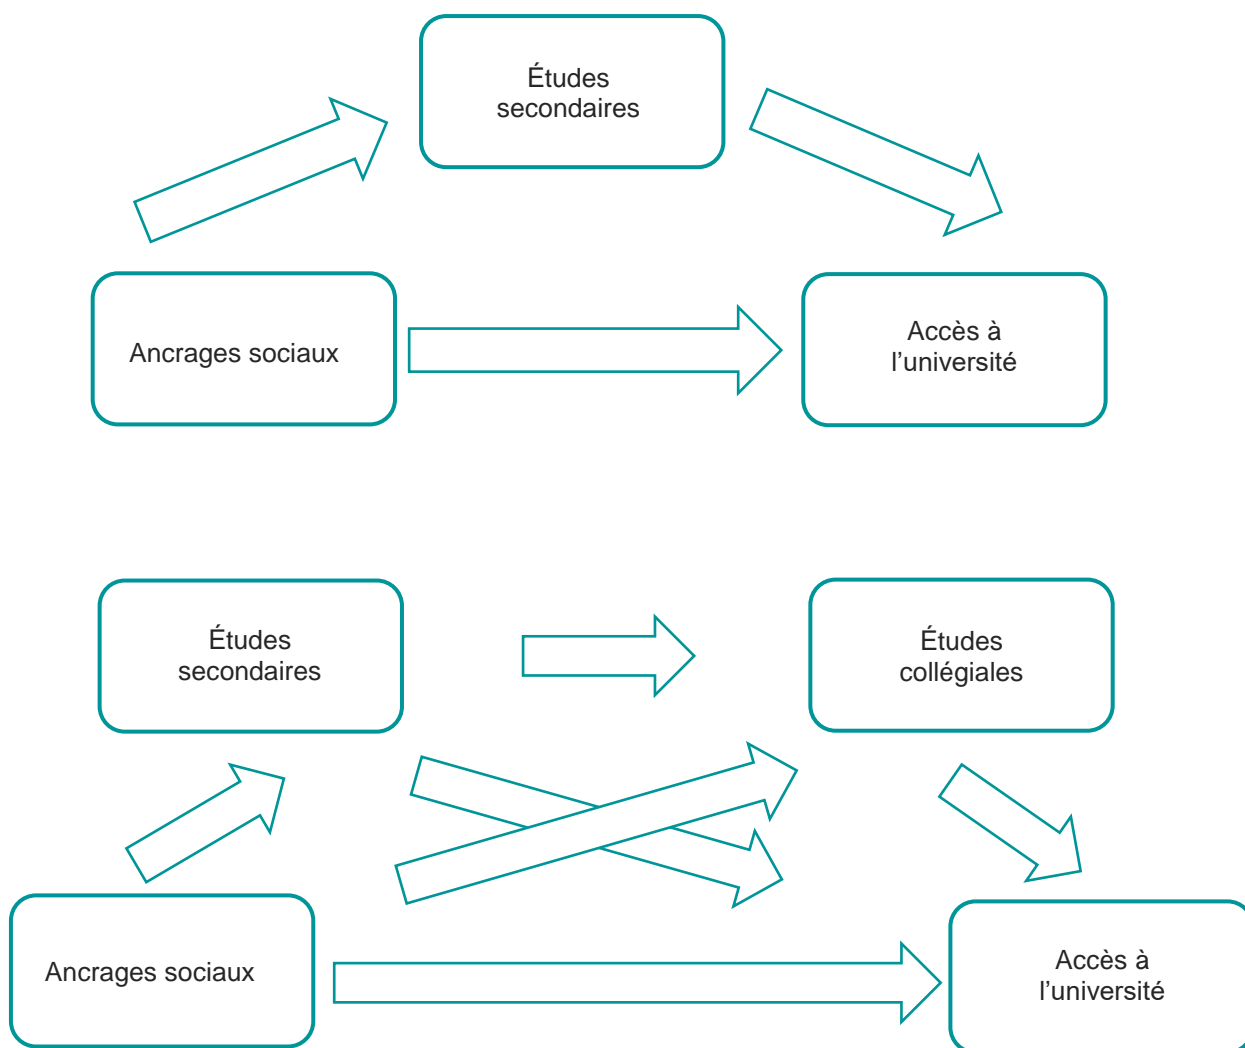 Études
secondaires
Ancrages sociaux
Accès à
l’université
Études
secondaires
Études
collégiales
Ancrages sociaux
Accès à
l’université